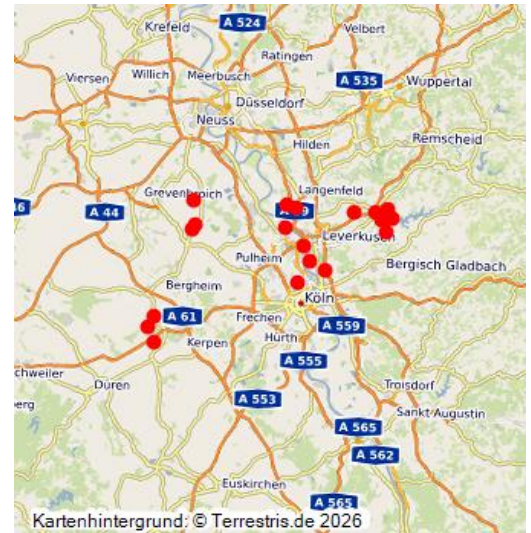 Krefeld
A 524
Velbert
Ratingen
Viersen
Willich
Meerbusch
A 535
Wuppertal
Düsseldorf
Neuss
Remscheid
Hilden
Grevenbroich
Langenfeld
A 44
Leverkusen
Pulheim
Bergisch Gladbach
Bergheim
A 61
Köln
Frechen
Kerpen
A 559
Hürth
A 555
Düren
Troisdorf
A 553
Sankt Augustin
A 565
A 562
Euskirchen
A 565
Kartenhintergrund: © Terrestris.de 2026